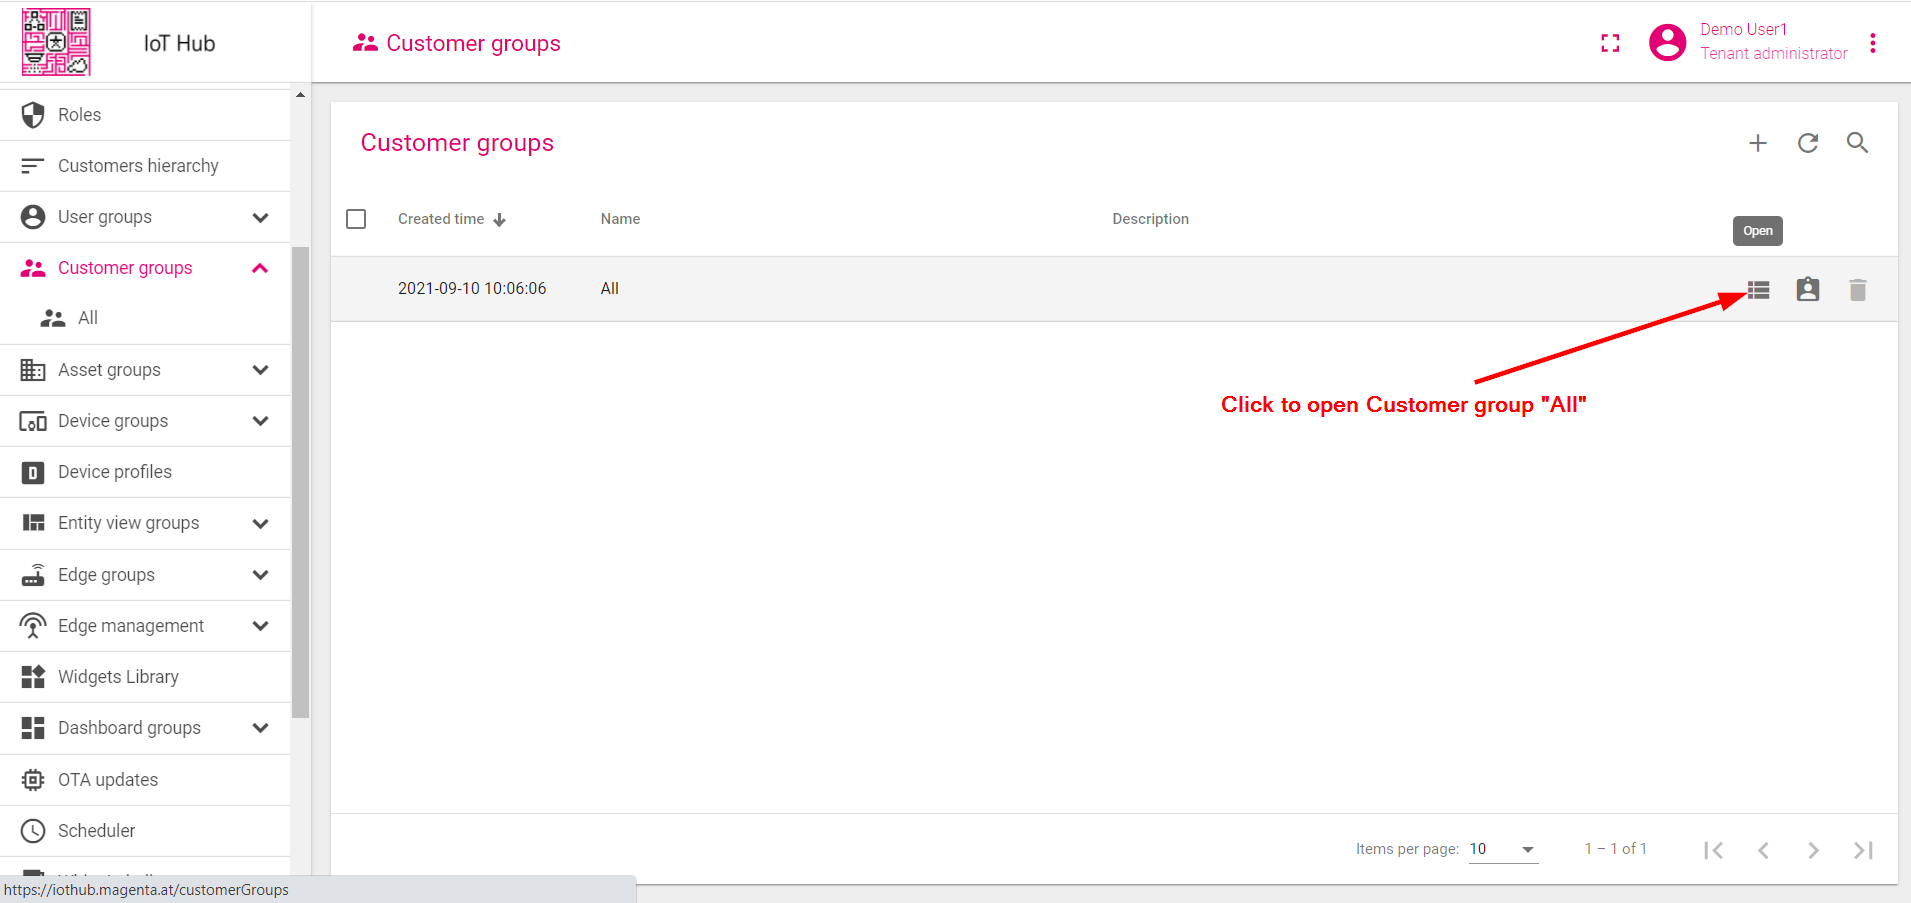 IoT Hub
Customer groups
Demo User1
Tenant administrator
Roles
Customers hierarchy
User groups
Customer groups
All
Asset groups
Device groups
Device profiles
Entity view groups
Edge groups
Edge management
Widgets Library
Dashboard groups
OTA updates
Scheduler
https://iothub.magenta.at/customerGroups
Customer groups
Created time
Name
Description
Open
2021-09-10 10:06:06
All
Click to open Customer group "All"
Items per page: 10
1 – 1 of 1